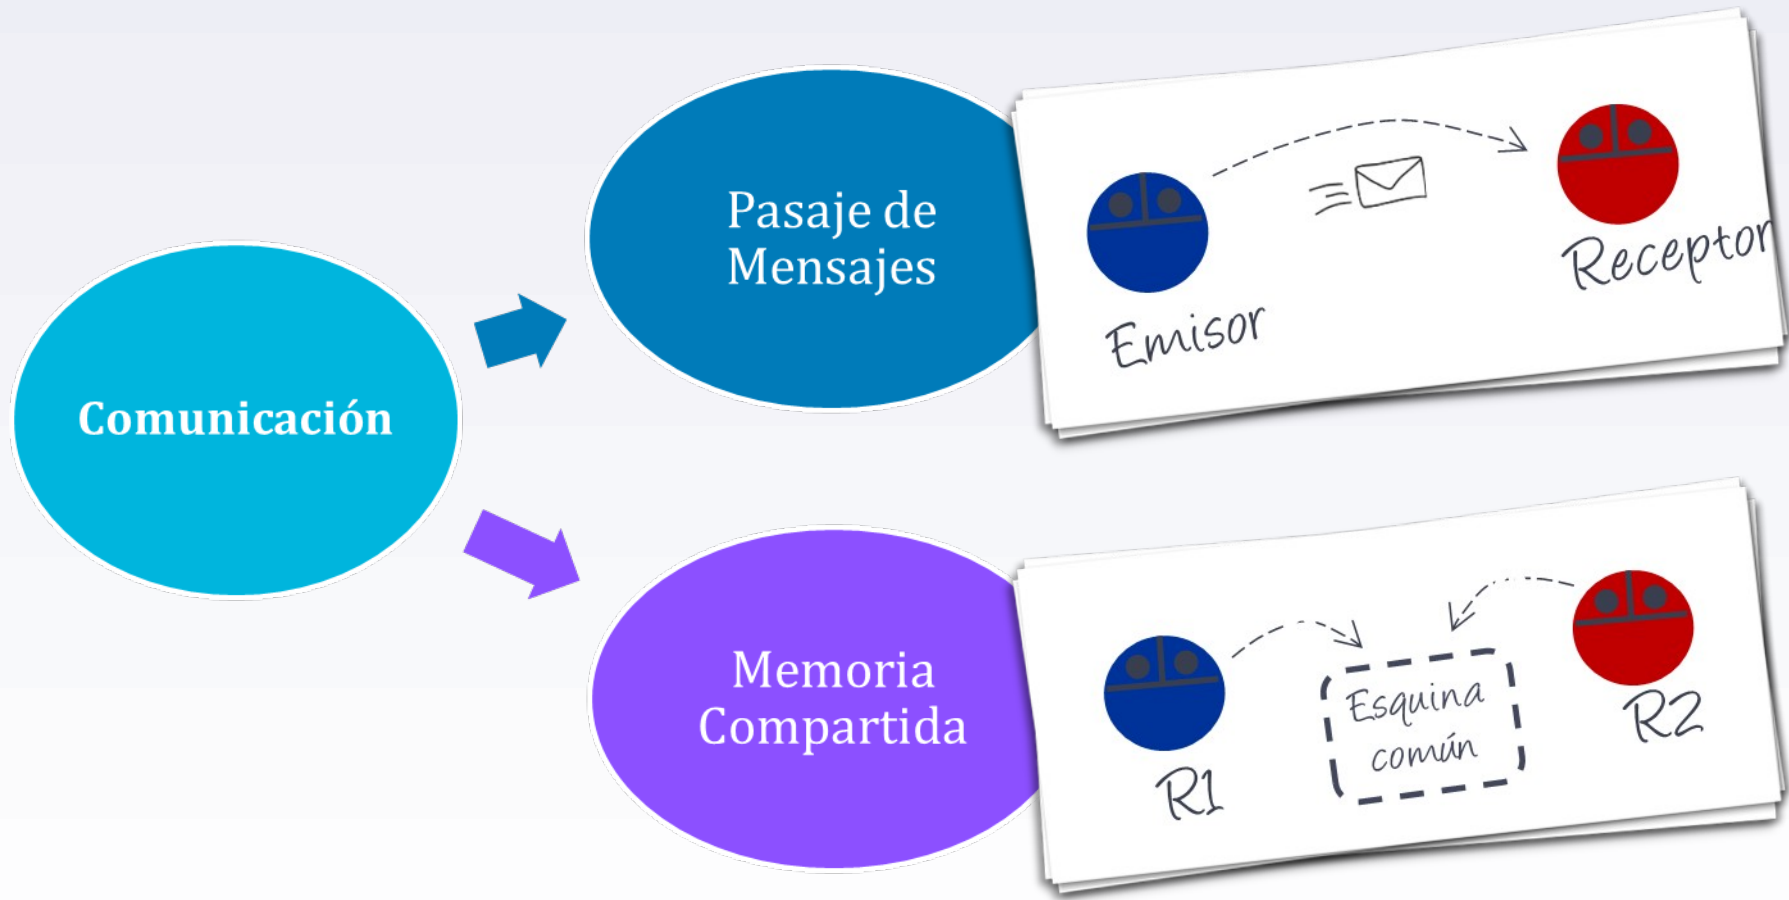 Comunicación
Pasaje de
Mensajes
Emisor
Receptor
Memoria
Compartida
R1
Esquina
común
R2